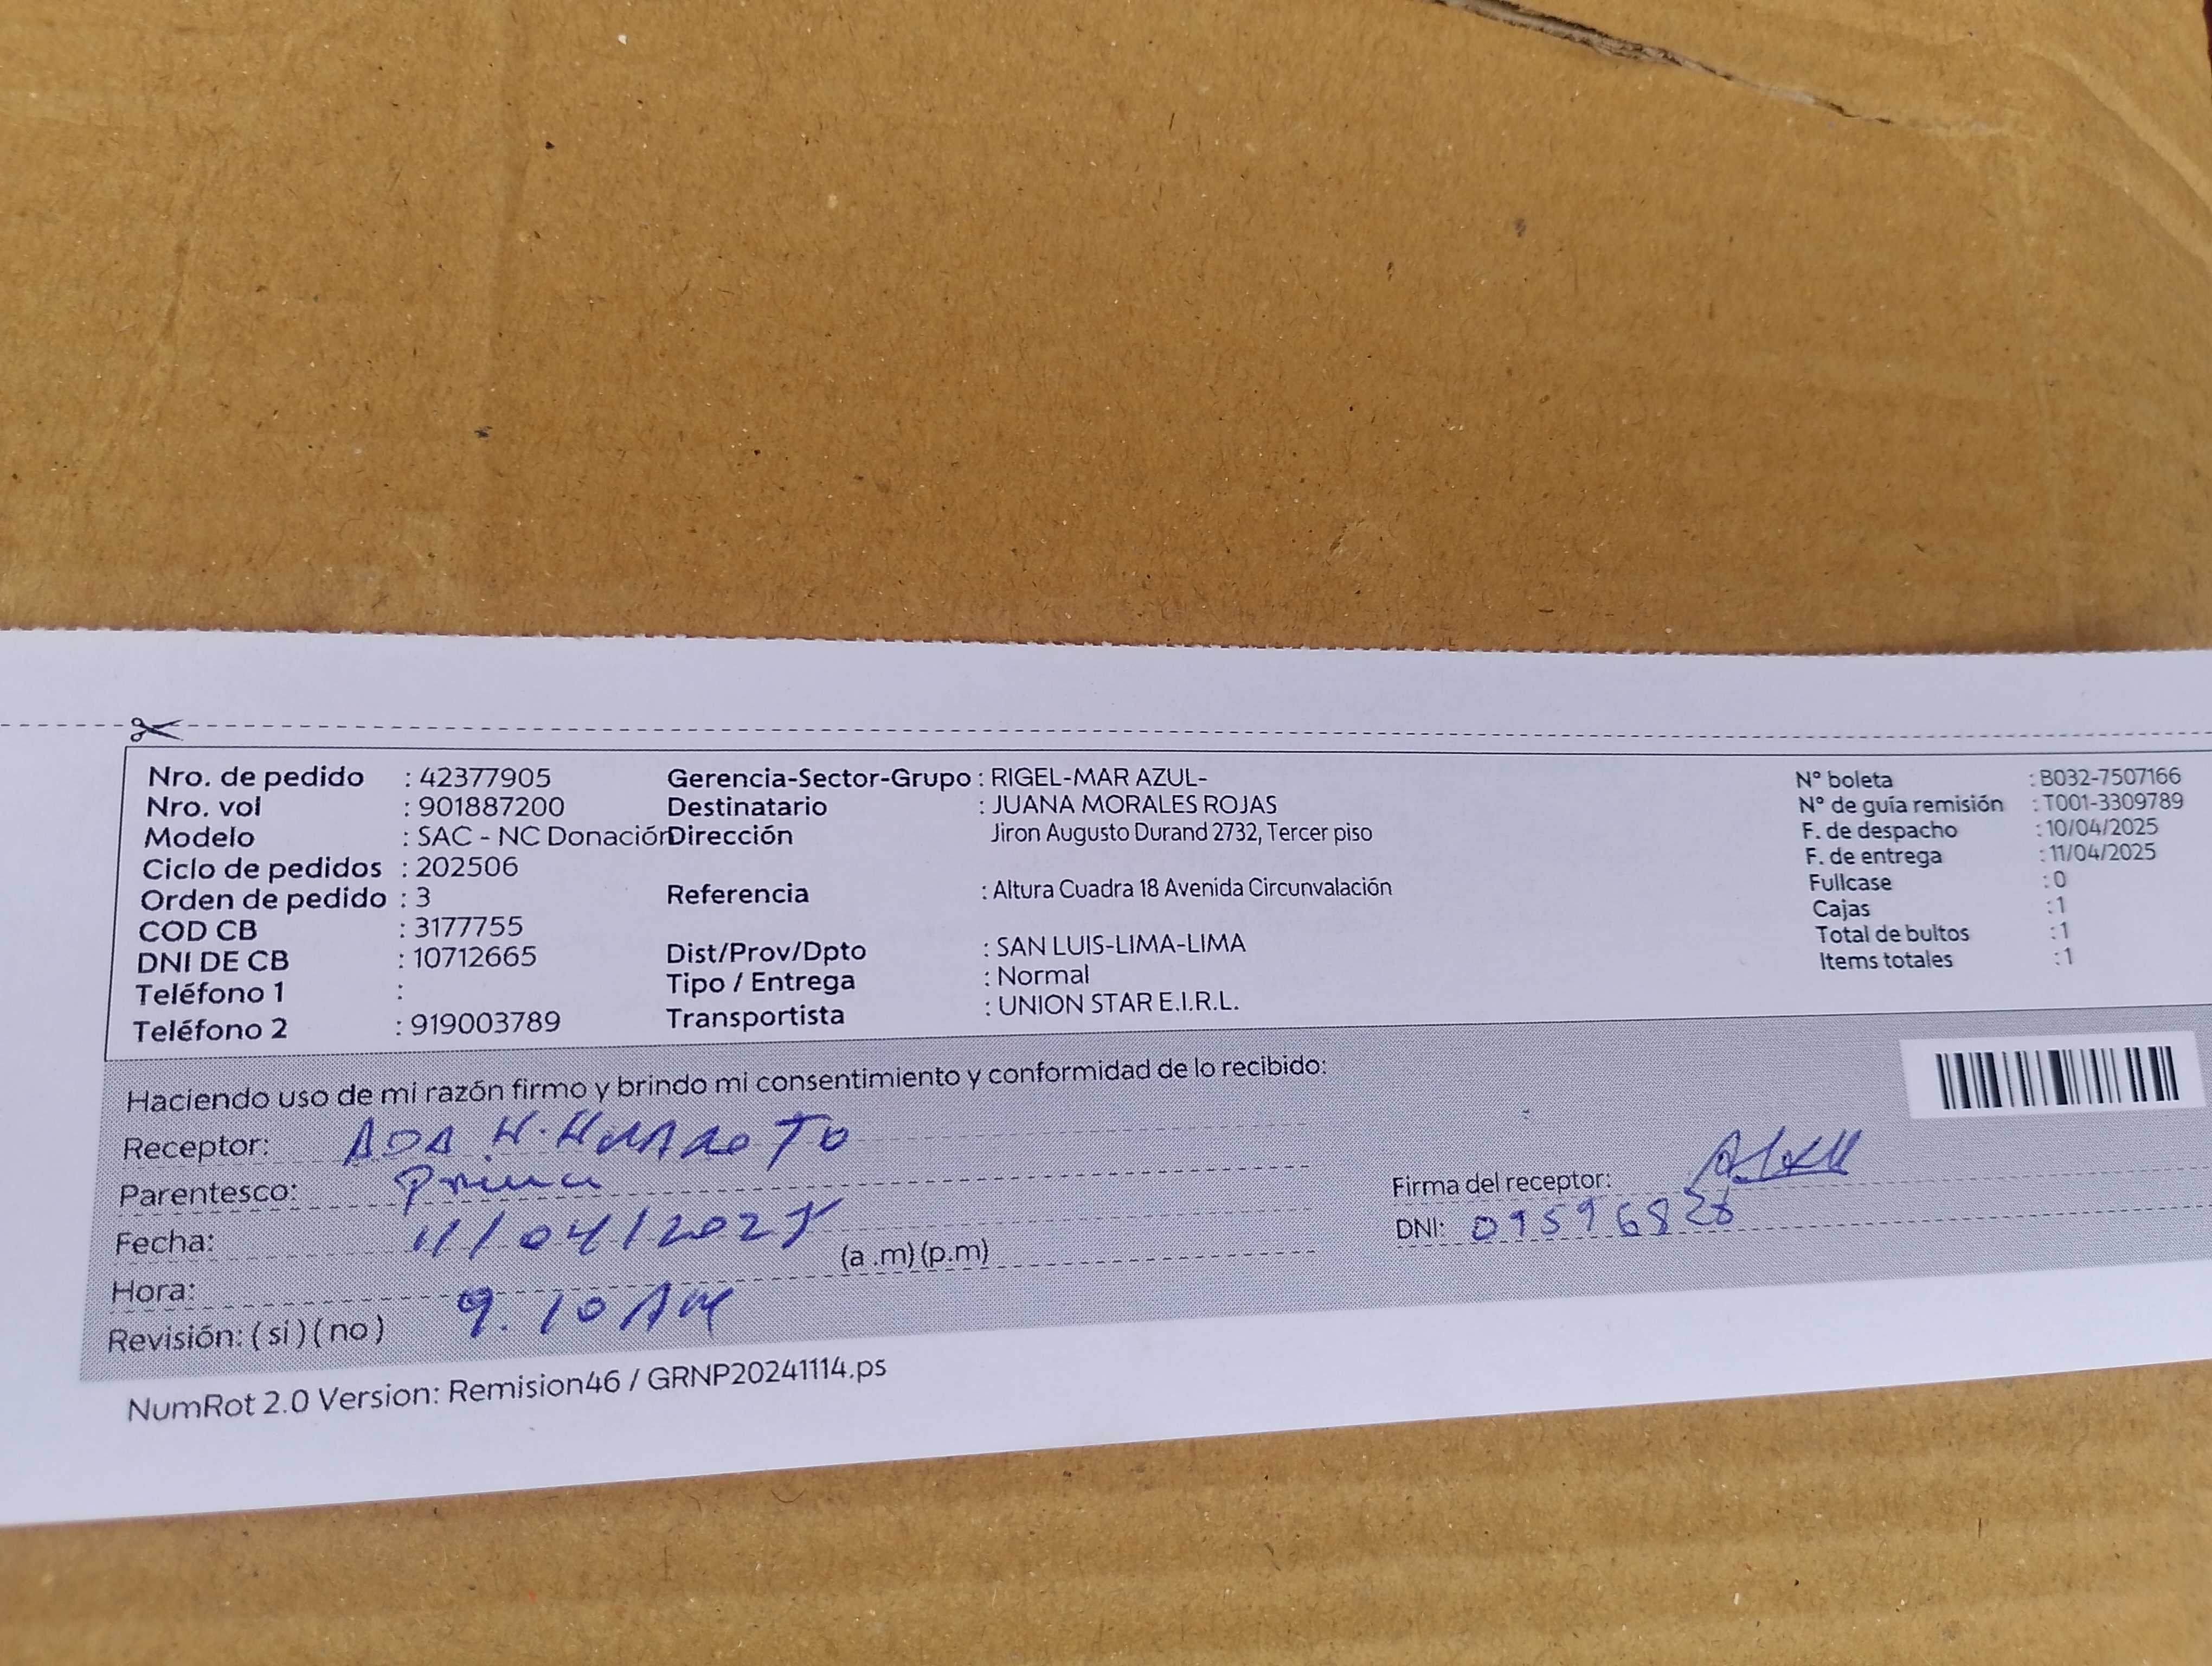 Nro. de pedido : 42377905
Nro. vol : 901887200
Modelo : SAC - NC Donación
Ciclo de pedidos : 202506
Orden de pedido : 3
COD CB : 3177755
DNI DE CB : 10712665
Teléfono 1 :
Teléfono 2 : 919003789
Gerencia-Sector-Grupo : RIGEL-MAR AZUL-
Destinatario : JUANA MORALES ROJAS
Dirección Jiron Augusto Durand 2732, Tercer piso
Referencia : Altura Cuadra 18 Avenida Circunvalación
Dist/Prov/Dpto : SAN LUIS-LIMA-LIMA
Tipo / Entrega : Normal
Transportista : UNION STAR E.I.R.L.
N° boleta : B032-7507166
N° de guía remisión : T001-3309789
F. de despacho : 10/04/2025
F. de entrega : 11/04/2025
Fullcase : 0
Cajas : 1
Total de bultos : 1
Items totales : 1
Haciendo uso de mi razón firmo y brindo mi consentimiento y conformidad de lo recibido:
Receptor: ADA
Parentesco: Prima
Fecha: 11/04/2025
(a .m) (p.m)
Hora: 9.10 AM
Revisión: ( si ) ( no )
Firma del receptor:
DNI:
NumRot 2.0 Version: Remision46 / GRNP20241114.ps